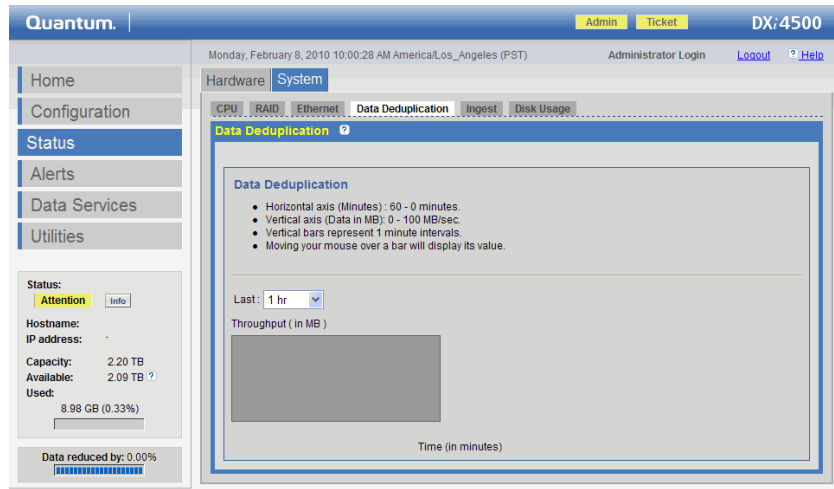 Quantum.
Admin Ticket
DXi4500
Monday, February 8, 2010 10:00:28 AM America/Los_Angeles (PST) Administrator Login Logout ? Help
Home
Configuration
Status
Alerts
Data Services
Utilities
Hardware System
CPU RAID Ethernet Data Deduplication Ingest Disk Usage
Data Deduplication ?
Data Deduplication
• Horizontal axis (Minutes) : 60 - 0 minutes.
• Vertical axis (Data in MB): 0 - 100 MB/sec.
• Vertical bars represent 1 minute intervals.
• Moving your mouse over a bar will display its value.
Last : 1 hr
Throughput ( in MB )
Time (in minutes)
Status:
Attention Info
Hostname:
IP address:
Capacity: 2.20 TB
Available: 2.09 TB ?
Used:
8.98 GB (0.33%)
Data reduced by: 0.00%